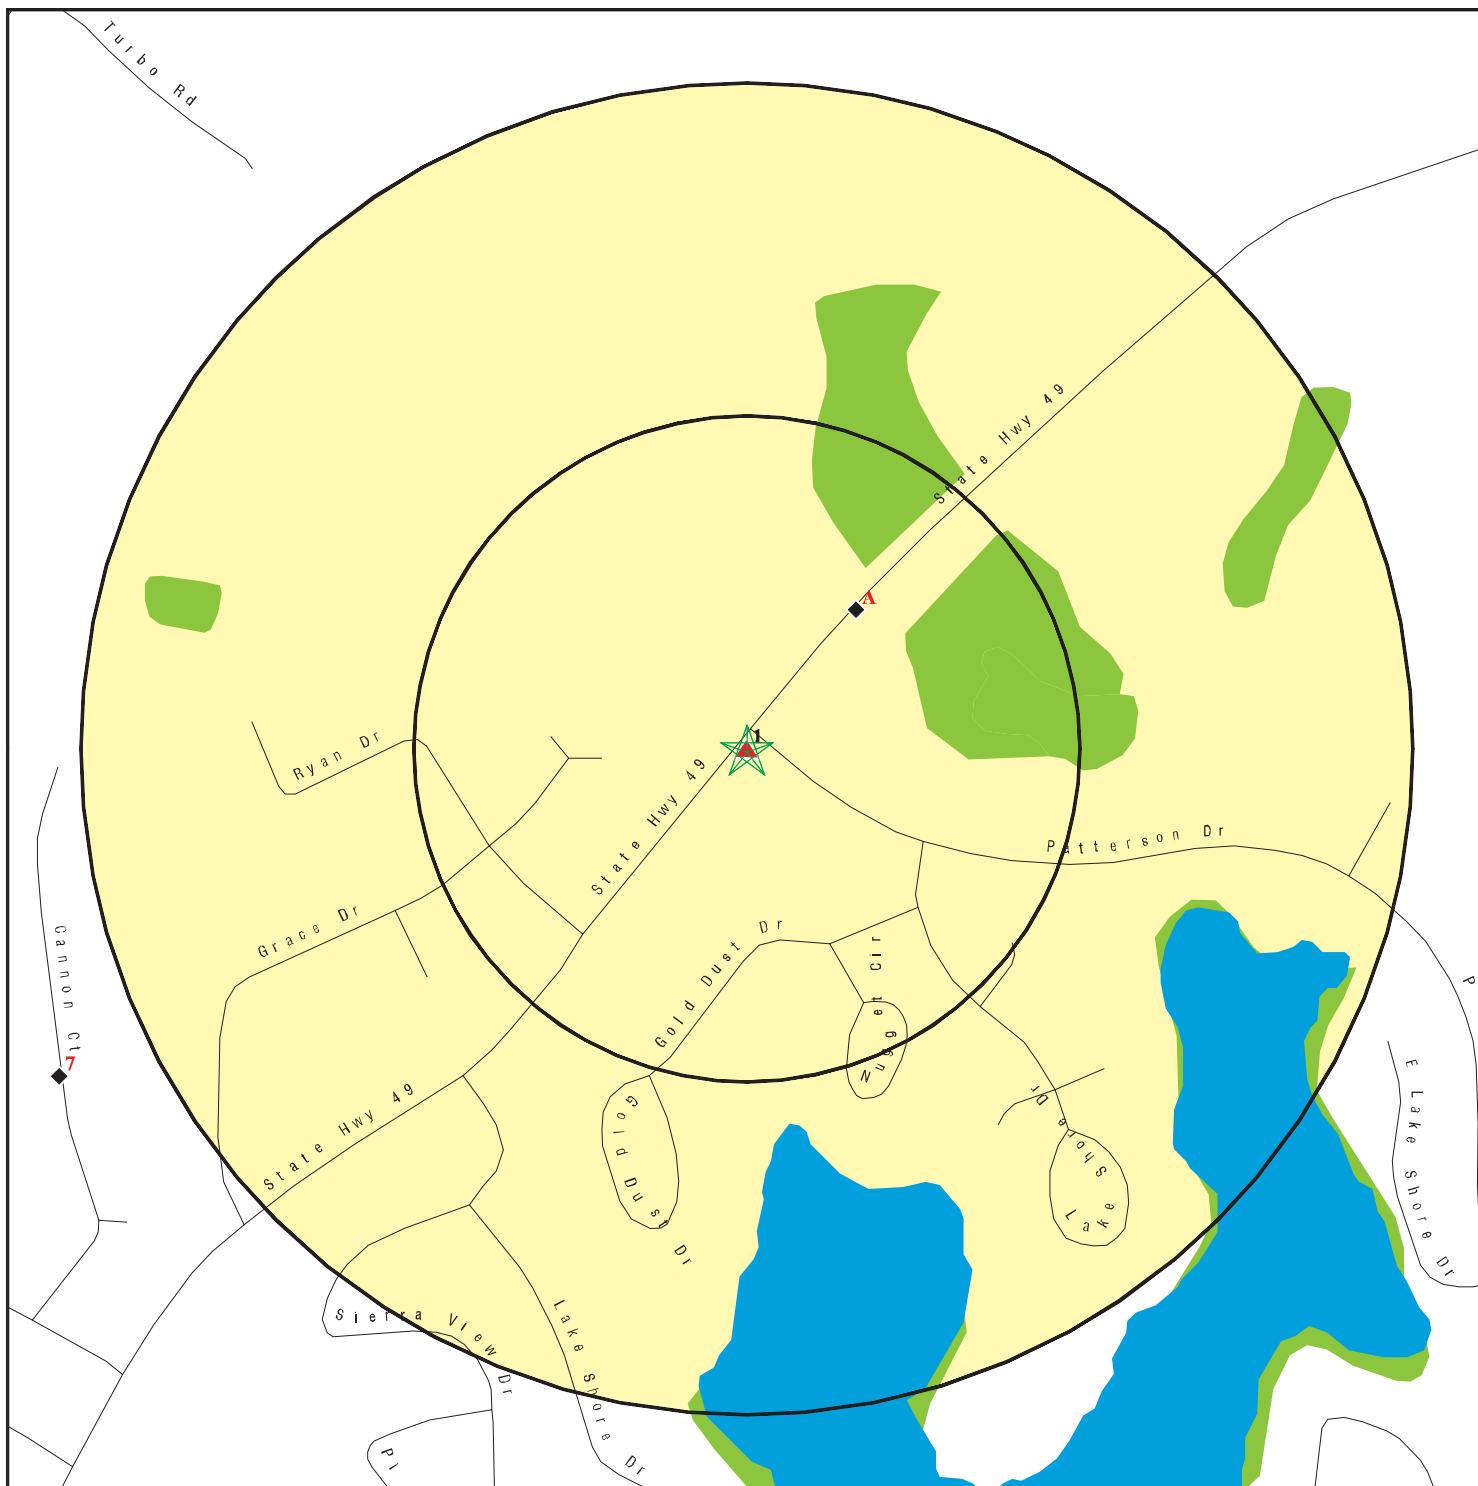 Turbo Rd
State Hwy 49
A
1
Ryan Dr
State Hwy 49
Patterson Dr
Grace Dr
Gold Dust Dr
Nugget Cir
Cannon Ct
7
P
State Hwy 49
Gold Dust Dr
Lake Shore Dr
E Lake Shore Dr
Sierra View Dr
Lake Shore Dr
Pi